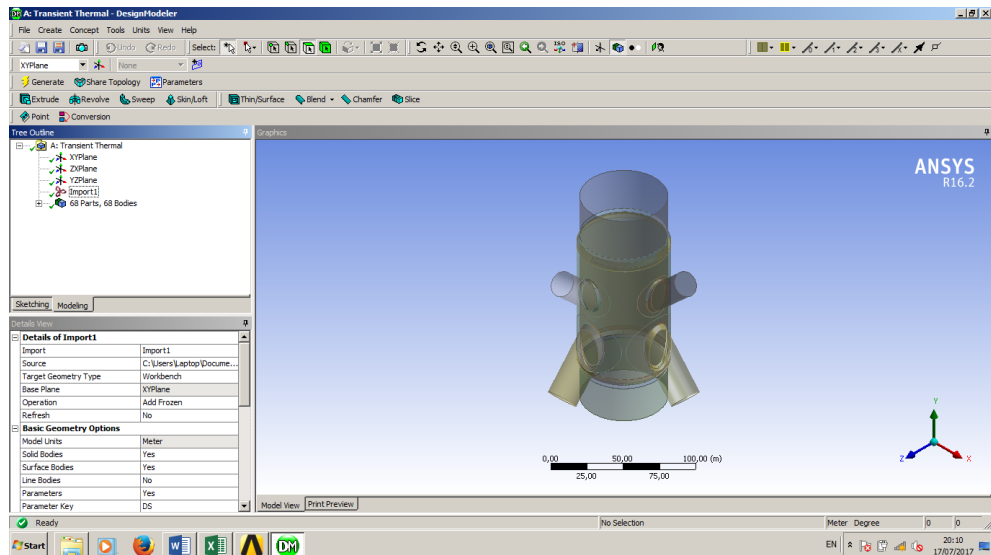 A: Transient Thermal - DesignModeler
File Create Concept Tools Units View Help
Undo Redo Select:
XYPlane None
Generate Share Topology Parameters
Extrude Revolve Sweep Skin/Loft Thin/Surface Blend Chamfer Slice
Point Conversion
Tree Outline
A: Transient Thermal
XYPlane
ZXPlane
YZPlane
Import1
68 Parts, 68 Bodies
Sketching Modeling
Details View
Details of Import1
Import Import1
Source C:\Users\Laptop\Docume...
Target Geometry Type Workbench
Base Plane XYPlane
Operation Add Frozen
Refresh No
Basic Geometry Options
Model Units Meter
Solid Bodies Yes
Surface Bodies Yes
Line Bodies No
Parameters Yes
Parameter Key DS
Graphics
ANSYS
R16.2
Y
Z X
0,00 50,00 100,00 (m)
25,00 75,00
Model View Print Preview
Ready No Selection Meter Degree 0 0
Start EN 20:10
17/07/2017